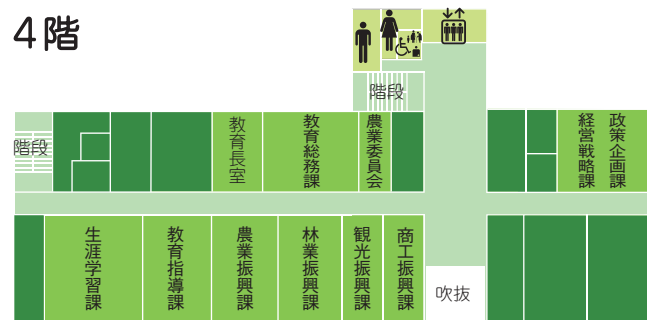 4階
階段
階段
教育長室
教育総務課
農業委員会
経営戦略課
政策企画課
生涯学習課
教育指導課
農業振興課
林業振興課
観光振興課
商工振興課
吹抜